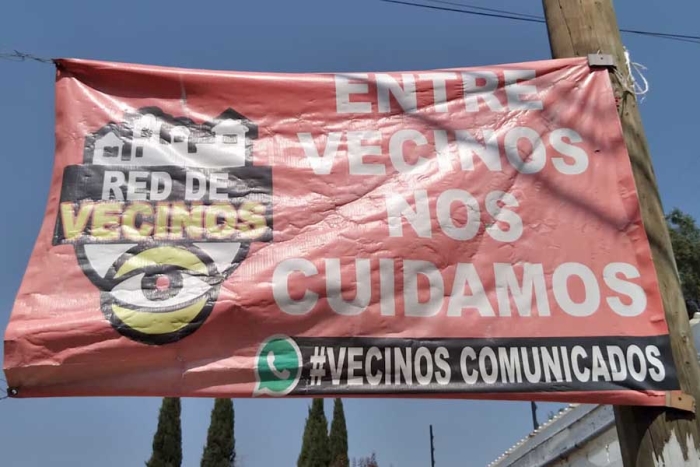 RED DE
VECINOS
ENTRE
VECINOS
NOS
CUIDAMOS
#VECINOS COMUNICADOS